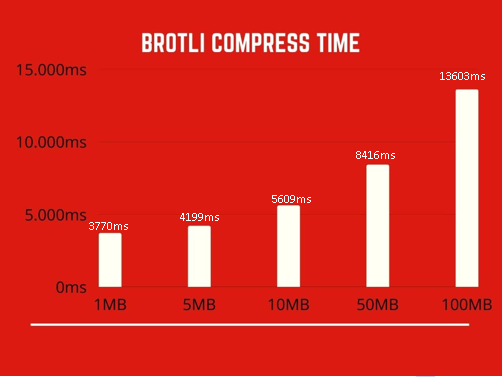 BROTLI COMPRESS TIME
15.000ms
10.000ms
5.000ms
0ms
3770ms
4199ms
5609ms
8416ms
13603ms
1MB 5MB 10MB 50MB 100MB